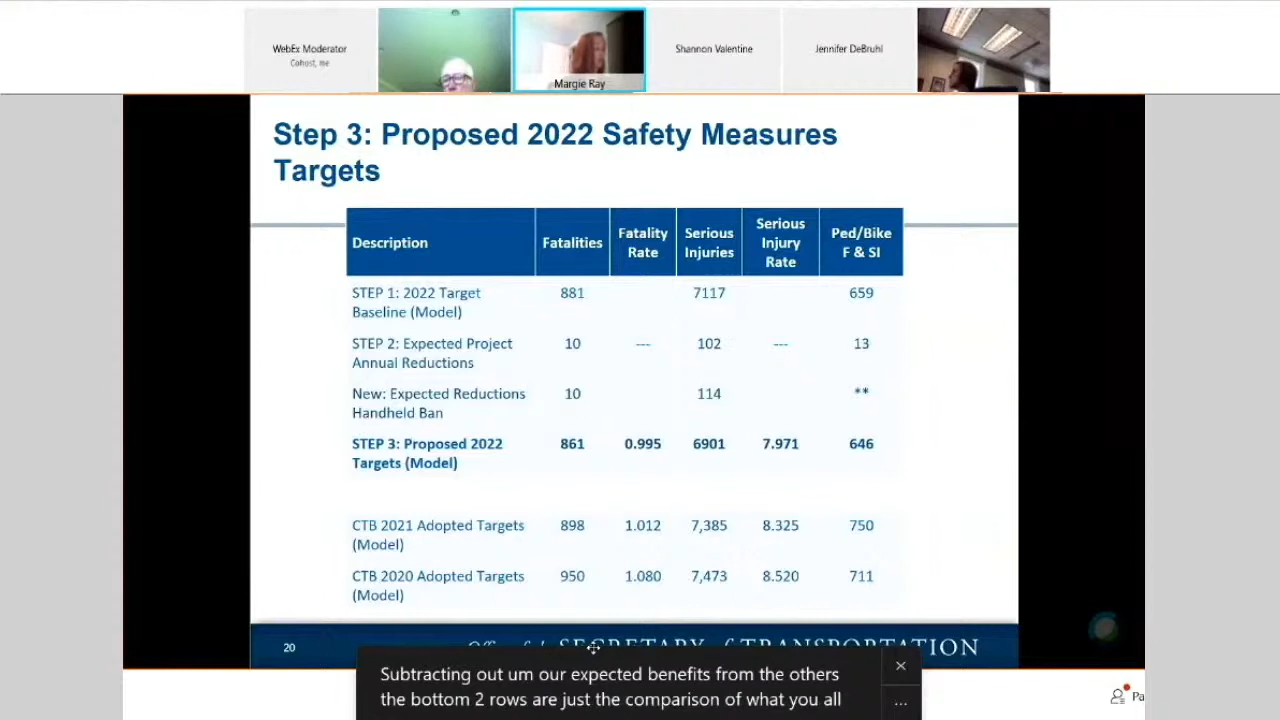 WebEx Moderator
Cohost, me
Margie Ray
Shannon Valentine
Jennifer DeBruhl
Step 3: Proposed 2022 Safety Measures
Targets
Description
Fatalities
Fatality
Rate
Serious
Injuries
Serious
Injury
Rate
Ped/Bike
F & SI
STEP 1: 2022 Target
Baseline (Model)
881
7117
659
STEP 2: Expected Project
Annual Reductions
10
---
102
---
13
New: Expected Reductions
Handheld Ban
10
114
**
STEP 3: Proposed 2022
Targets (Model)
861
0.995
6901
7.971
646
CTB 2021 Adopted Targets
(Model)
898
1.012
7,385
8.325
750
CTB 2020 Adopted Targets
(Model)
950
1.080
7,473
8.520
711
20
SECRETARY of TRANSPORTATION
Subtracting out um our expected benefits from the others
the bottom 2 rows are just the comparison of what you all
Pa